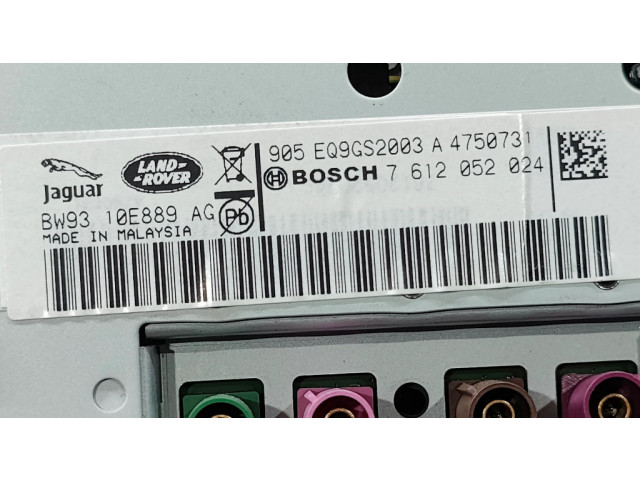 Jaguar
LAND-
ROVER
905 EQ9GS2003 A 4750731
BOSCH 7 612 052 024
BW93 10E889 AG
Pb
MADE IN MALAYSIA